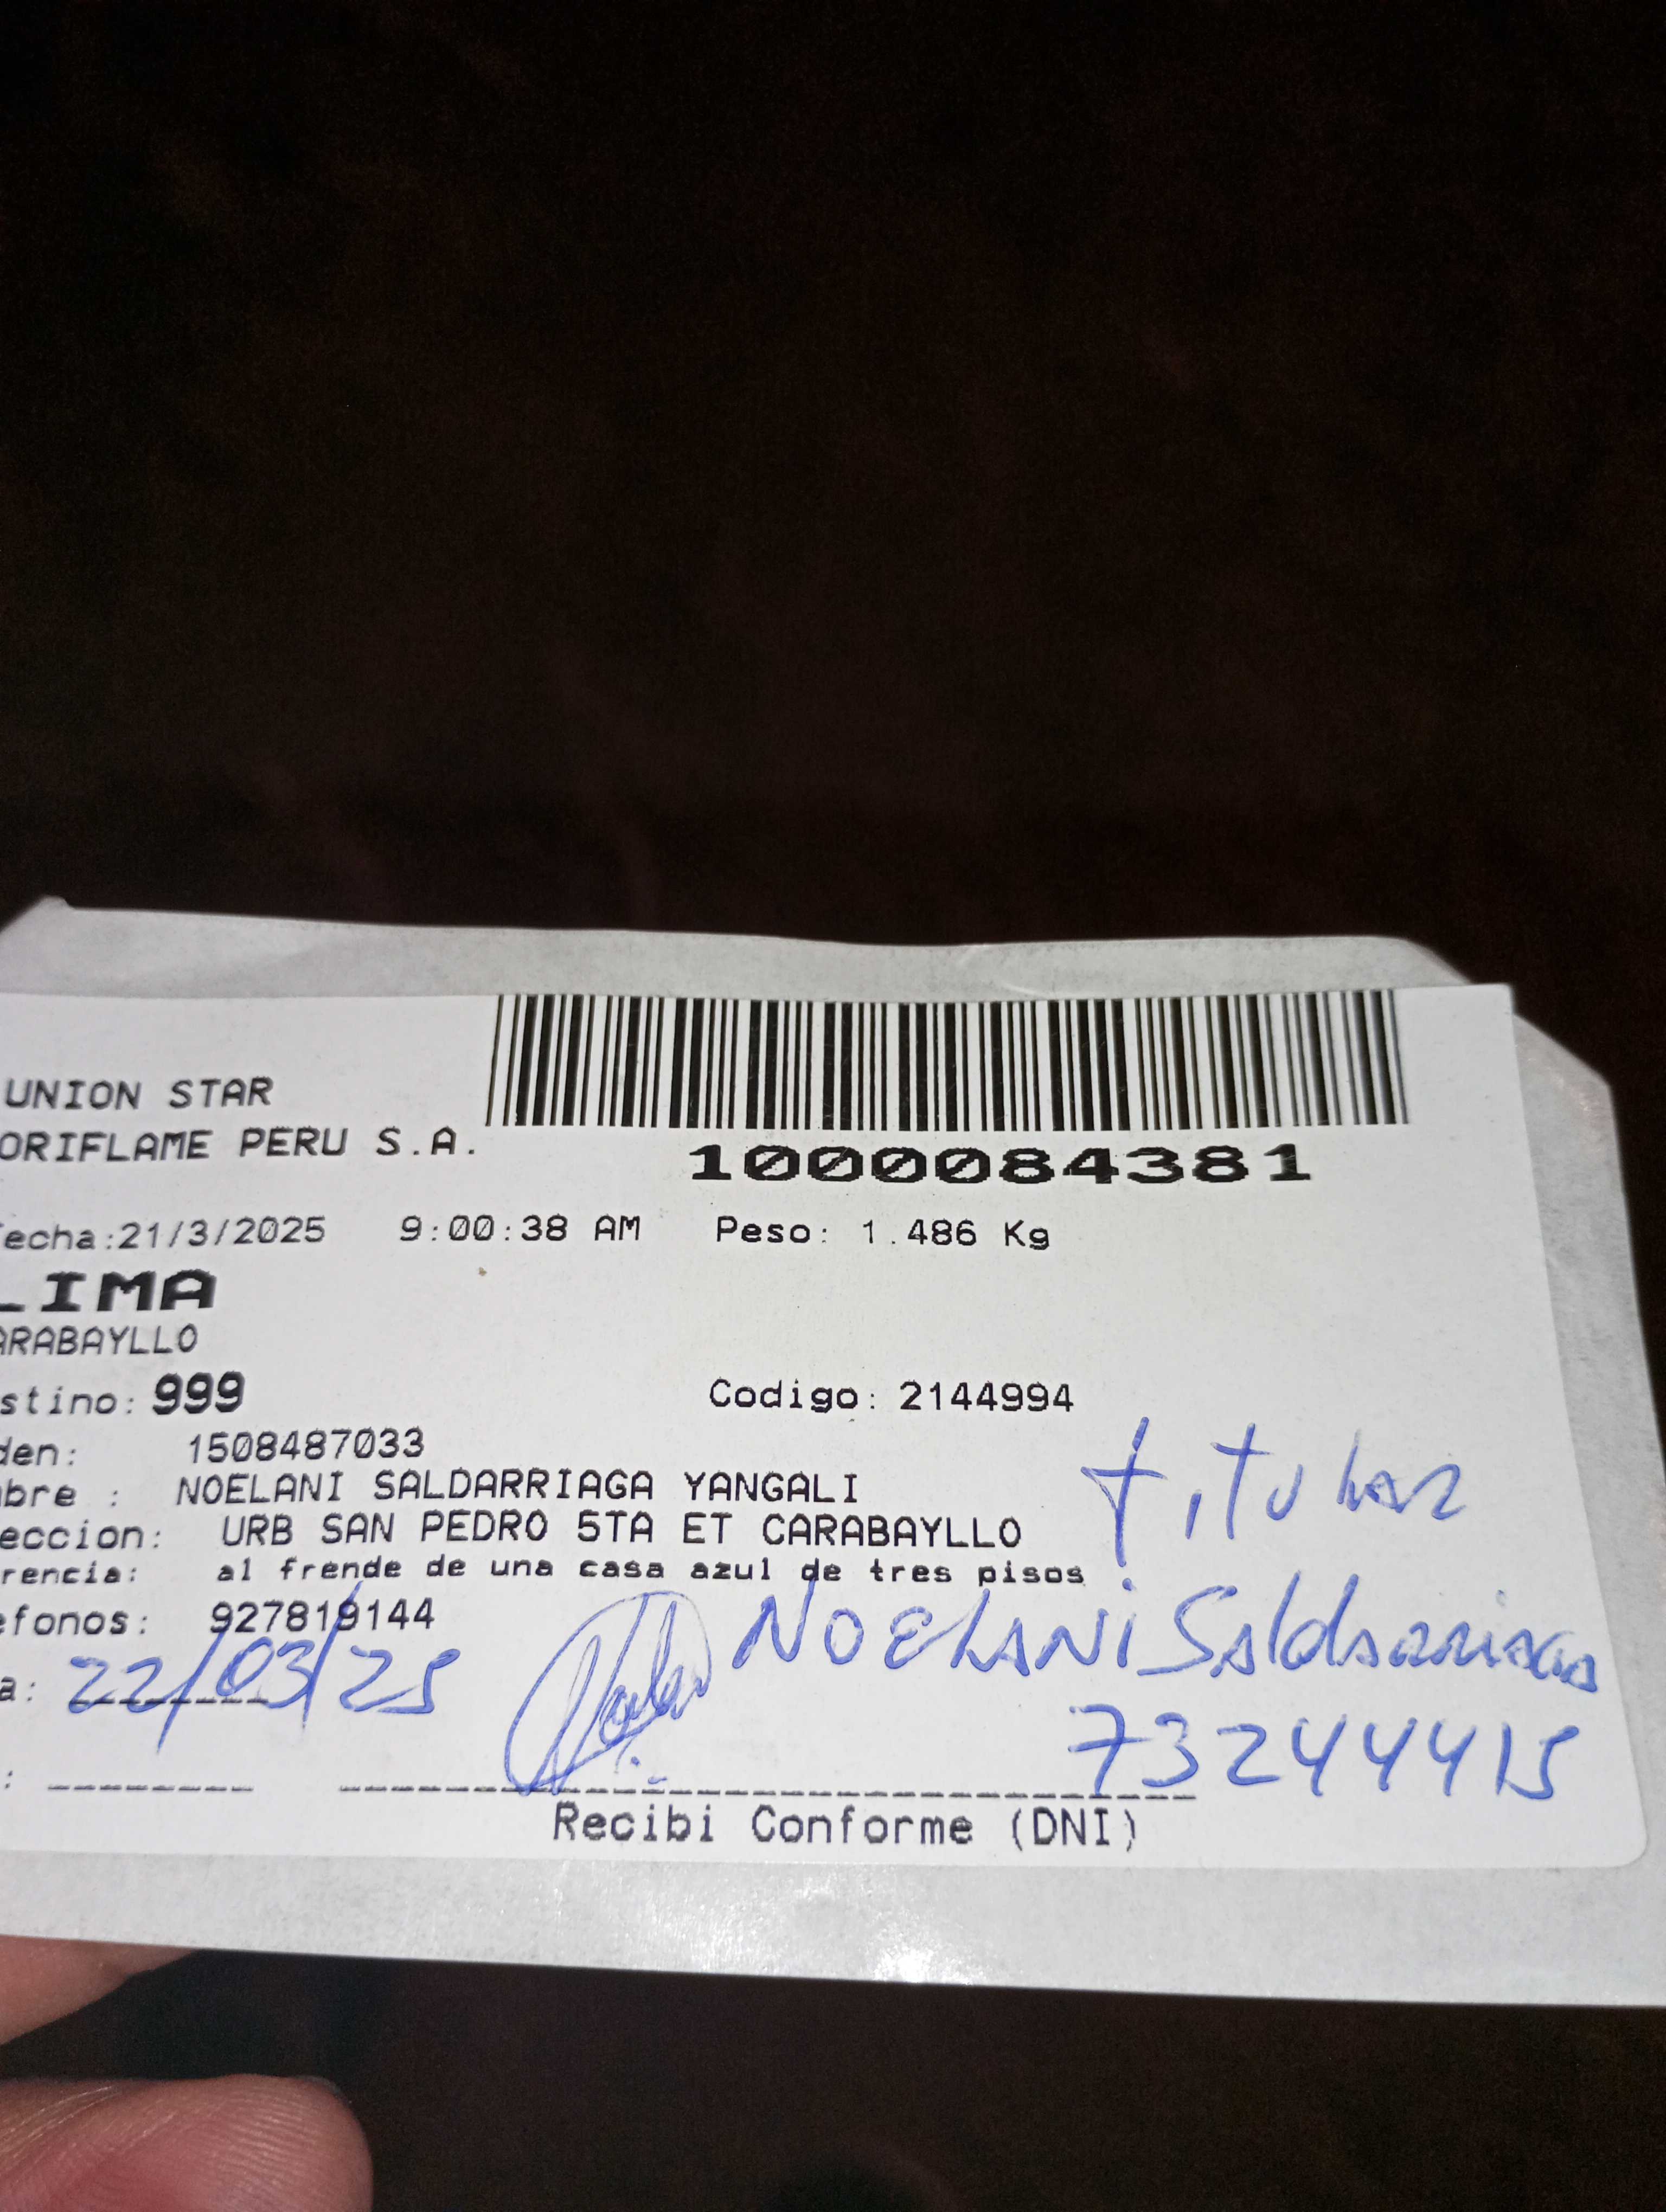 UNION STAR
ORIFLAME PERU S.A.
1000084381
fecha:21/3/2025 9:00:38 AM Peso: 1.486 Kg
LIMA
ARABAYLLO
stino: 999 Codigo: 2144994
den: 1508487033
titular
bre : NOELANI SALDARRIAGA YANGALI
eccion: URB SAN PEDRO 5TA ET CARABAYLLO
rencia: al frende de una casa azul de tres pisos
efonos: 927819144
Noelani Saldarriaga
a: 22/03/25
73244415
Recibi Conforme (DNI)